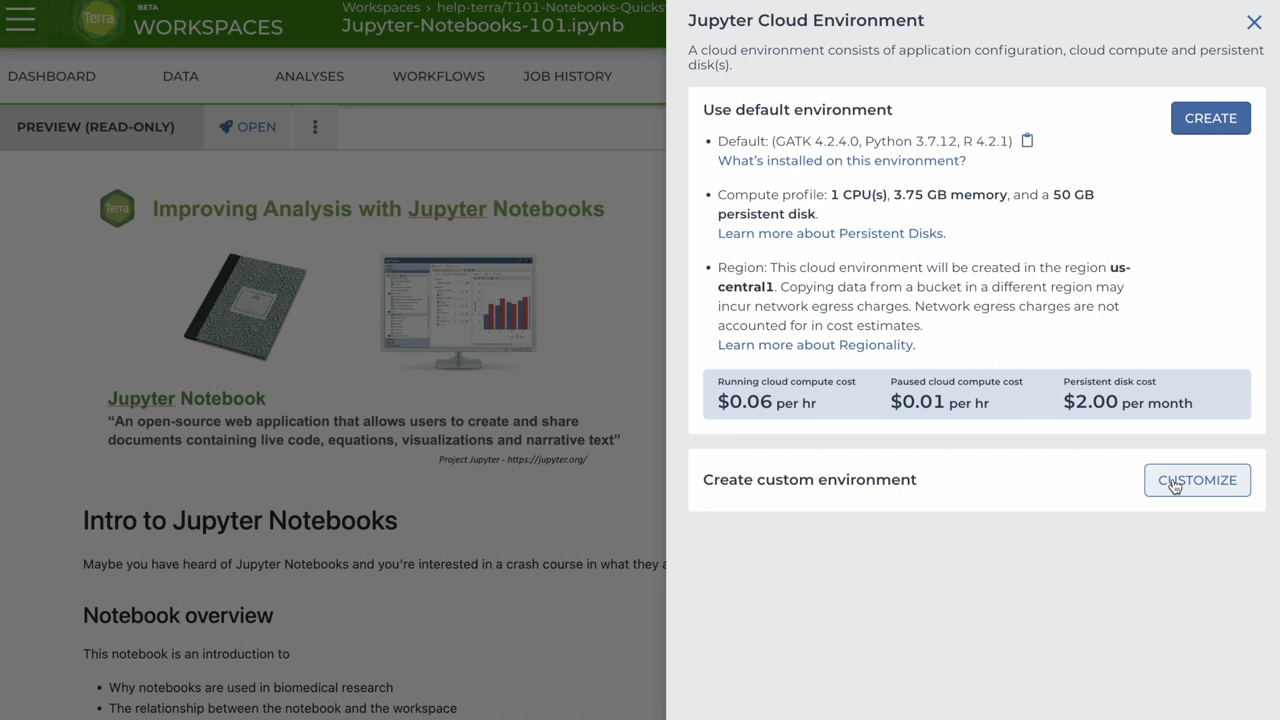 Terra
BETA
WORKSPACES
Workspaces › help-terra/T101-Notebooks-Quicks
Jupyter-Notebooks-101.ipynb
DASHBOARD
DATA
ANALYSES
WORKFLOWS
JOB HISTORY
PREVIEW (READ-ONLY)
OPEN
Terra
Improving Analysis with Jupyter Notebooks
Jupyter Notebook
“An open-source web application that allows users to create and share
documents containing live code, equations, visualizations and narrative text”
Project Jupyter - https://jupyter.org/
Intro to Jupyter Notebooks
Maybe you have heard of Jupyter Notebooks and you're interested in a crash course in what they a
Notebook overview
This notebook is an introduction to
• Why notebooks are used in biomedical research
• The relationship between the notebook and the workspace
Jupyter Cloud Environment
A cloud environment consists of application configuration, cloud compute and persistent
disk(s).
Use default environment
CREATE
• Default: (GATK 4.2.4.0, Python 3.7.12, R 4.2.1)
What's installed on this environment?
• Compute profile: 1 CPU(s), 3.75 GB memory, and a 50 GB
persistent disk.
Learn more about Persistent Disks.
• Region: This cloud environment will be created in the region us-
central1. Copying data from a bucket in a different region may
incur network egress charges. Network egress charges are not
accounted for in cost estimates.
Learn more about Regionality.
Running cloud compute cost
$0.06 per hr
Paused cloud compute cost
$0.01 per hr
Persistent disk cost
$2.00 per month
Create custom environment
CUSTOMIZE